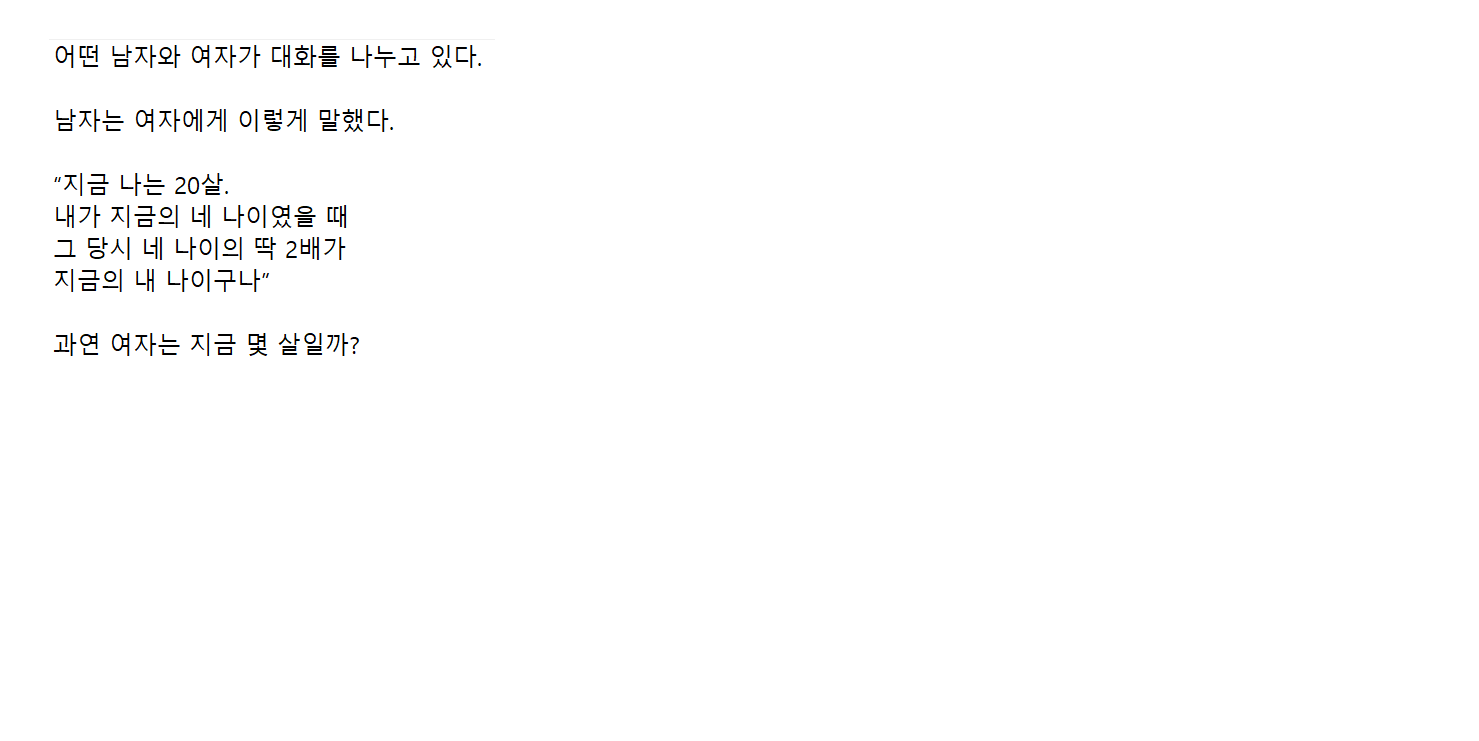 어떤 남자와 여자가 대화를 나누고 있다.
남자는 여자에게 이렇게 말했다.
"지금 나는 20살.
내가 지금의 네 나이였을 때
그 당시 네 나이의 딱 2배가
지금의 내 나이구나"
과연 여자는 지금 몇 살일까?